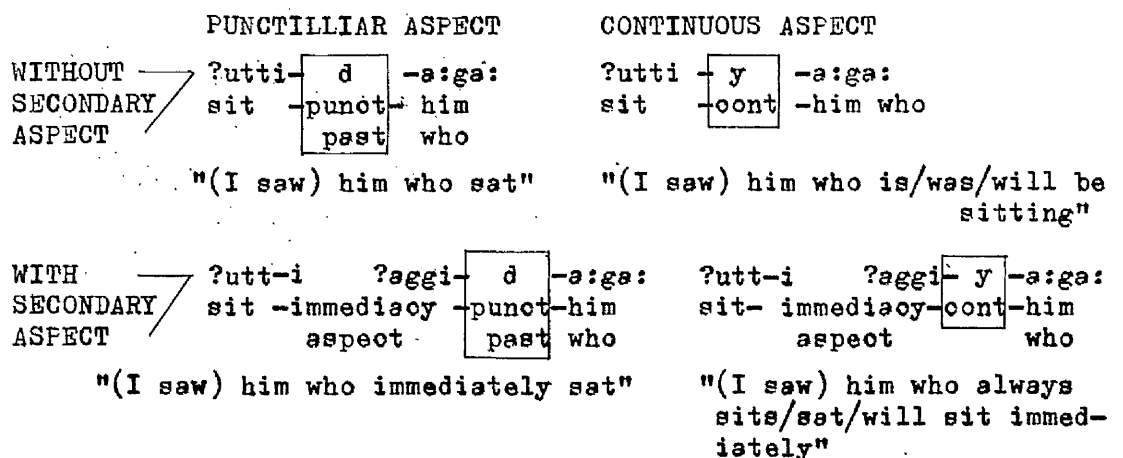 PUNCTILLIAR ASPECT CONTINUOUS ASPECT
WITHOUT ?utti- d -a:ga: ?utti - y -a:ga:
SECONDARY sit -punct- him sit -cont -him who
ASPECT past who
"(I saw) him who sat" "(I saw) him who is/was/will be
sitting"
WITH ?utt-i ?aggi- d -a:ga: ?utt-i ?aggi- y -a:ga:
SECONDARY sit -immediacy -punct-him sit- immediacy-cont-him
ASPECT aspect past who aspect who
"(I saw) him who immediately sat" "(I saw) him who always
sits/sat/will sit immed-
iately"